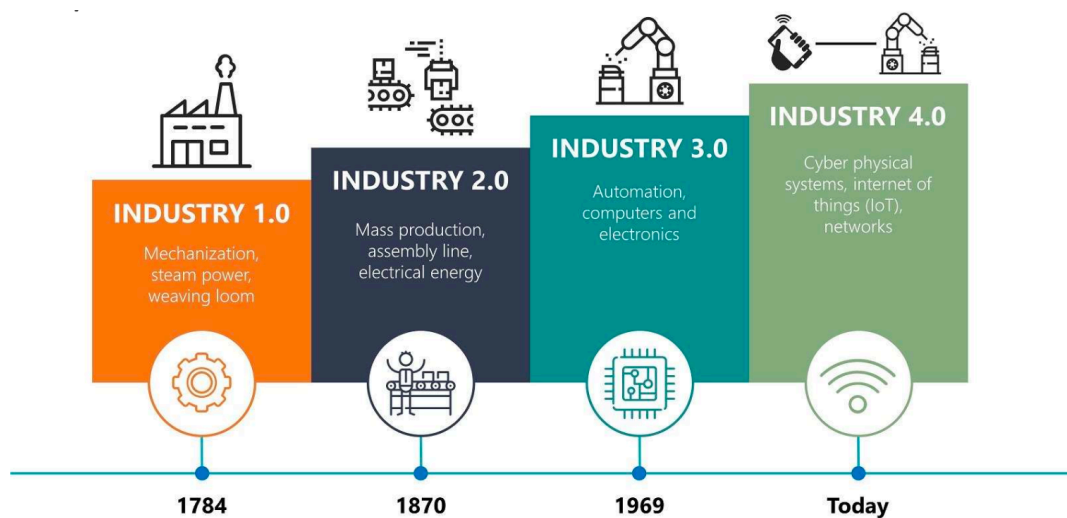 INDUSTRY 1.0
Mechanization,
steam power,
weaving loom
INDUSTRY 2.0
Mass production,
assembly line,
electrical energy
INDUSTRY 3.0
Automation,
computers and
electronics
INDUSTRY 4.0
Cyber physical
systems, internet of
things (IoT),
networks
1784
1870
1969
Today